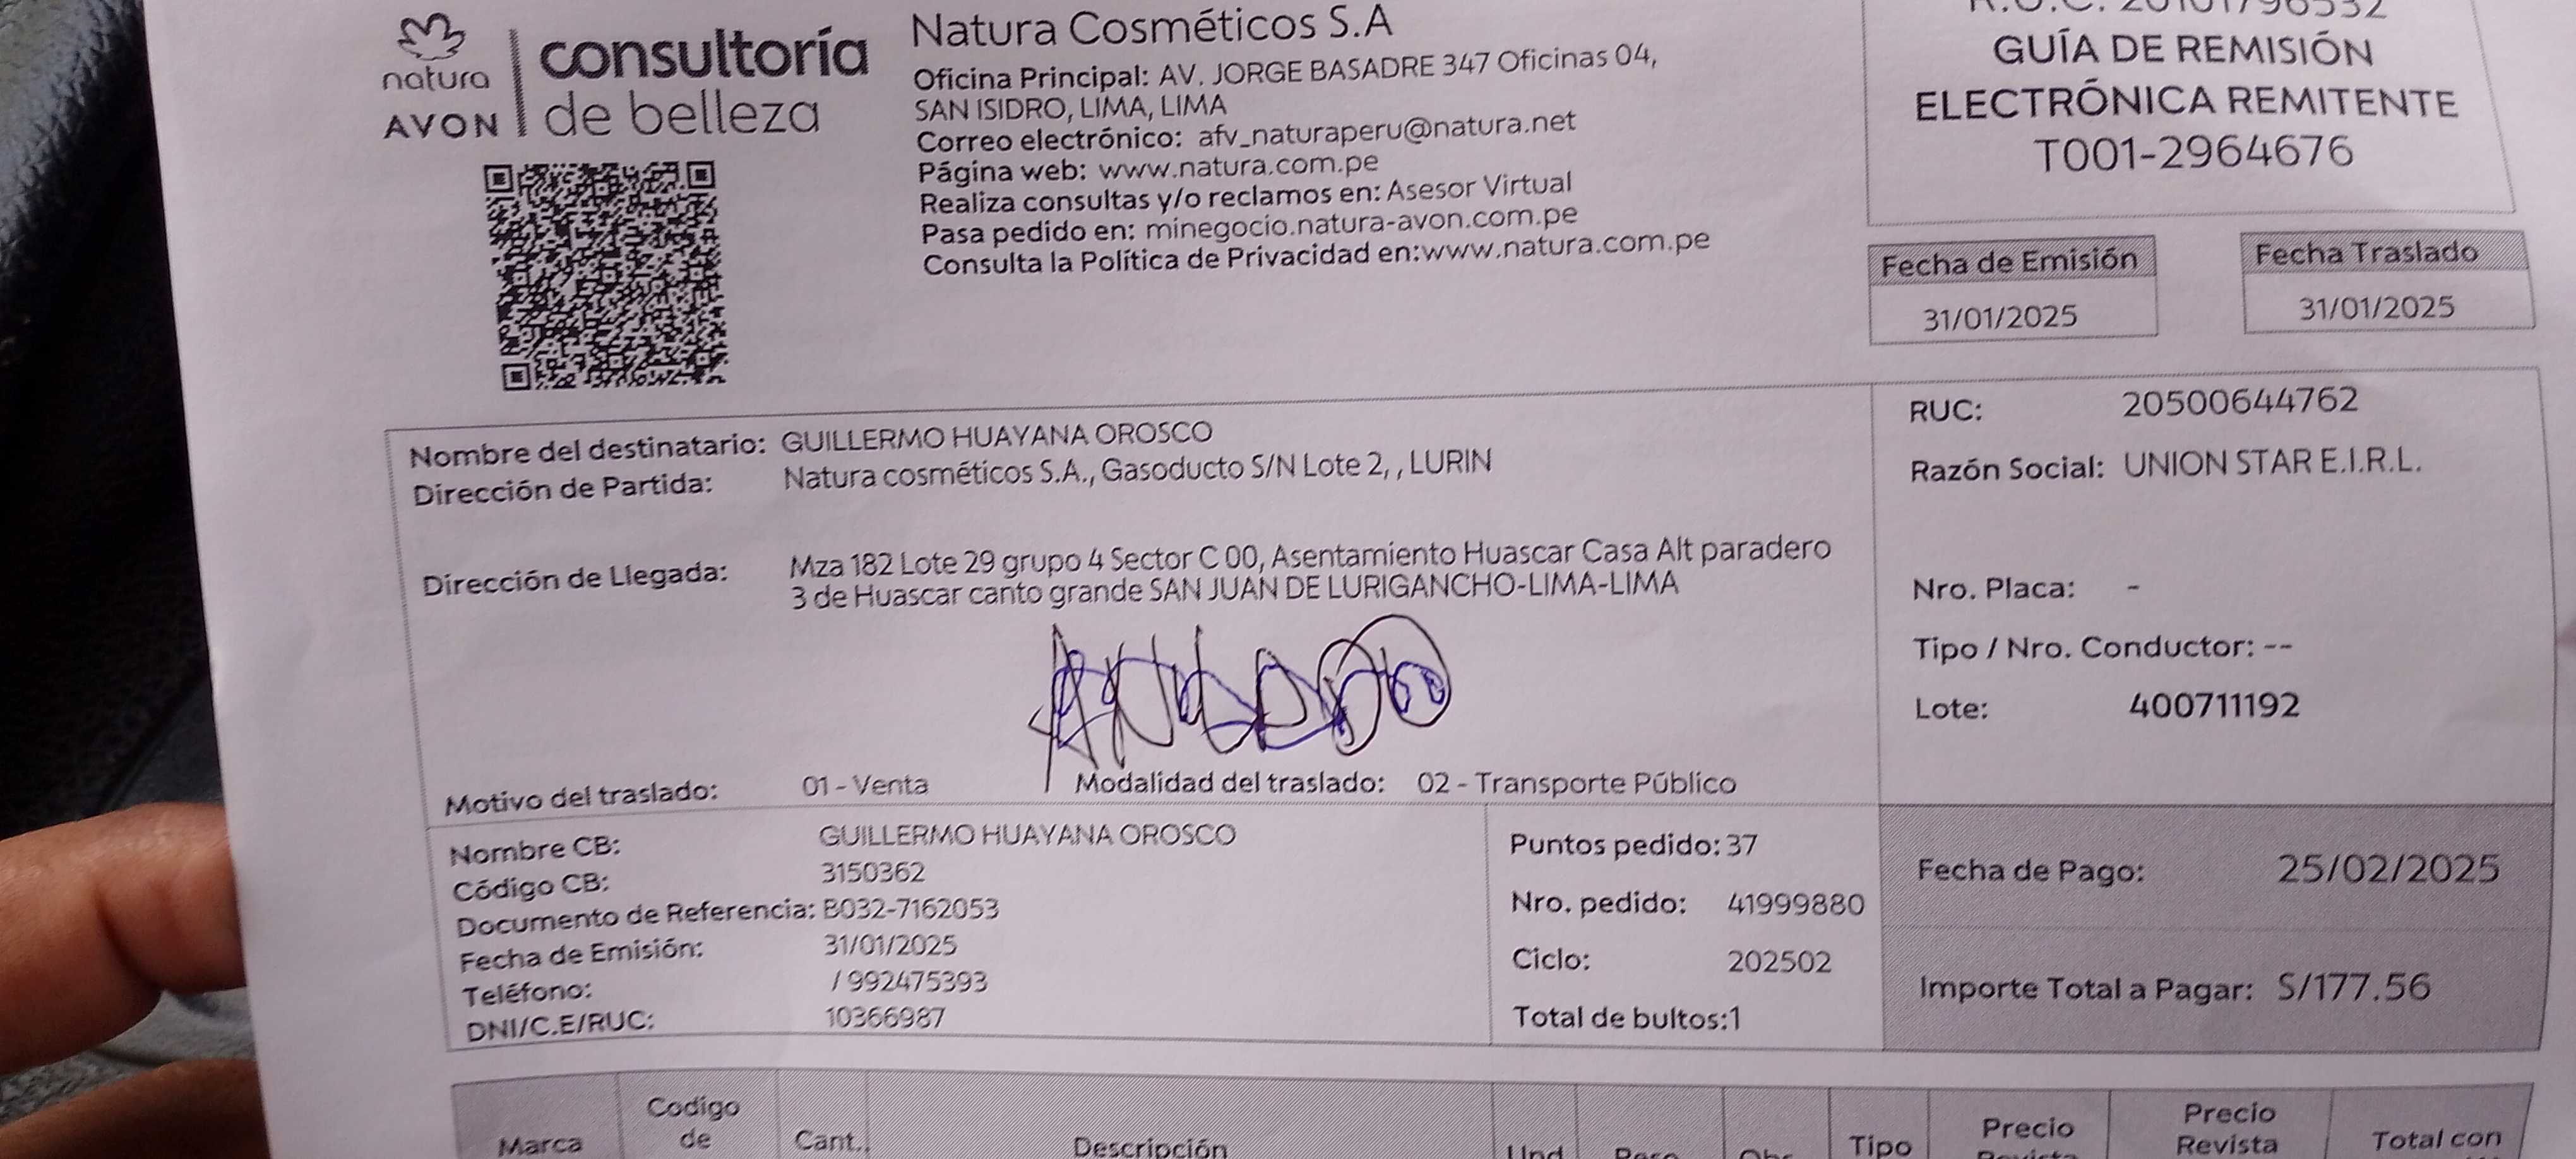 natura
AVON
consultoría
de belleza
Natura Cosméticos S.A
Oficina Principal: AV. JORGE BASADRE 347 Oficinas 04,
SAN ISIDRO, LIMA, LIMA
Correo electrónico: afv_naturaperu@natura.net
Página web: www.natura.com.pe
Realiza consultas y/o reclamos en: Asesor Virtual
Pasa pedido en: minegocio.natura-avon.com.pe
Consulta la Política de Privacidad en:www.natura.com.pe
R.U.C. 20101796532
GUÍA DE REMISIÓN
ELECTRÓNICA REMITENTE
T001-2964676
Fecha de Emisión
31/01/2025
Fecha Traslado
31/01/2025
Nombre del destinatario: GUILLERMO HUAYANA OROSCO
Dirección de Partida: Natura cosméticos S.A., Gasoducto S/N Lote 2, , LURIN
Dirección de Llegada: Mza 182 Lote 29 grupo 4 Sector C 00, Asentamiento Huascar Casa Alt paradero
3 de Huascar canto grande SAN JUAN DE LURIGANCHO-LIMA-LIMA
Motivo del traslado: 01 - Venta Modalidad del traslado: 02 - Transporte Público
RUC: 20500644762
Razón Social: UNION STAR E.I.R.L.
Nro. Placa: -
Tipo / Nro. Conductor: --
Lote: 400711192
Nombre CB: GUILLERMO HUAYANA OROSCO
Código CB: 3150362
Documento de Referencia: B032-7162053
Fecha de Emisión: 31/01/2025
Teléfono: / 992475393
DNI/C.E/RUC: 10366987
Puntos pedido: 37
Nro. pedido: 41999880
Ciclo: 202502
Total de bultos:1
Fecha de Pago: 25/02/2025
Importe Total a Pagar: S/177.56
Marca
Codigo
de
Cant.
Descripción
Und
Peso
Obs
Tipo
Precio
Revista
Precio
Revista
Total con